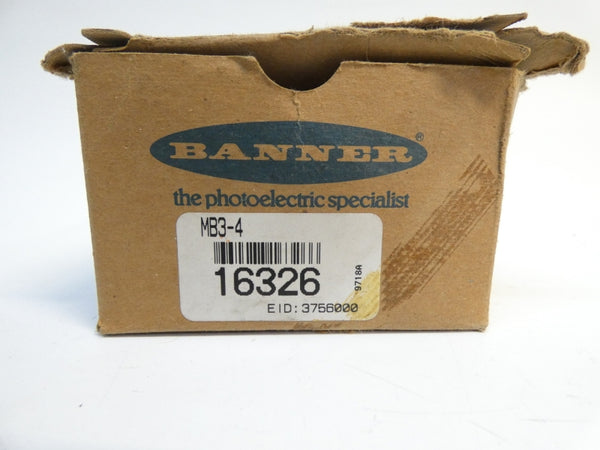 BANNER®
the photoelectric specialist
MB3-4
16326
9718A
EID: 3756000